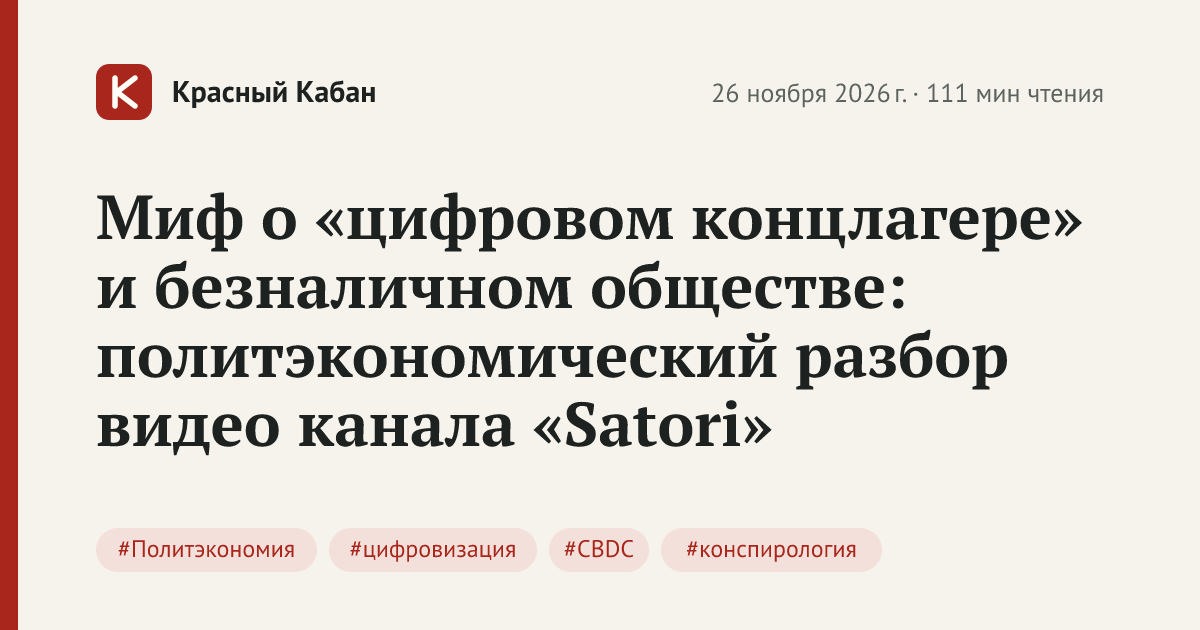 К
Красный Кабан
26 ноября 2026 г. · 111 мин чтения
Миф о «цифровом концлагере»
и безналичном обществе:
политэкономический разбор
видео канала «Satori»
#Политэкономия #цифровизация #CBDC #конспирология